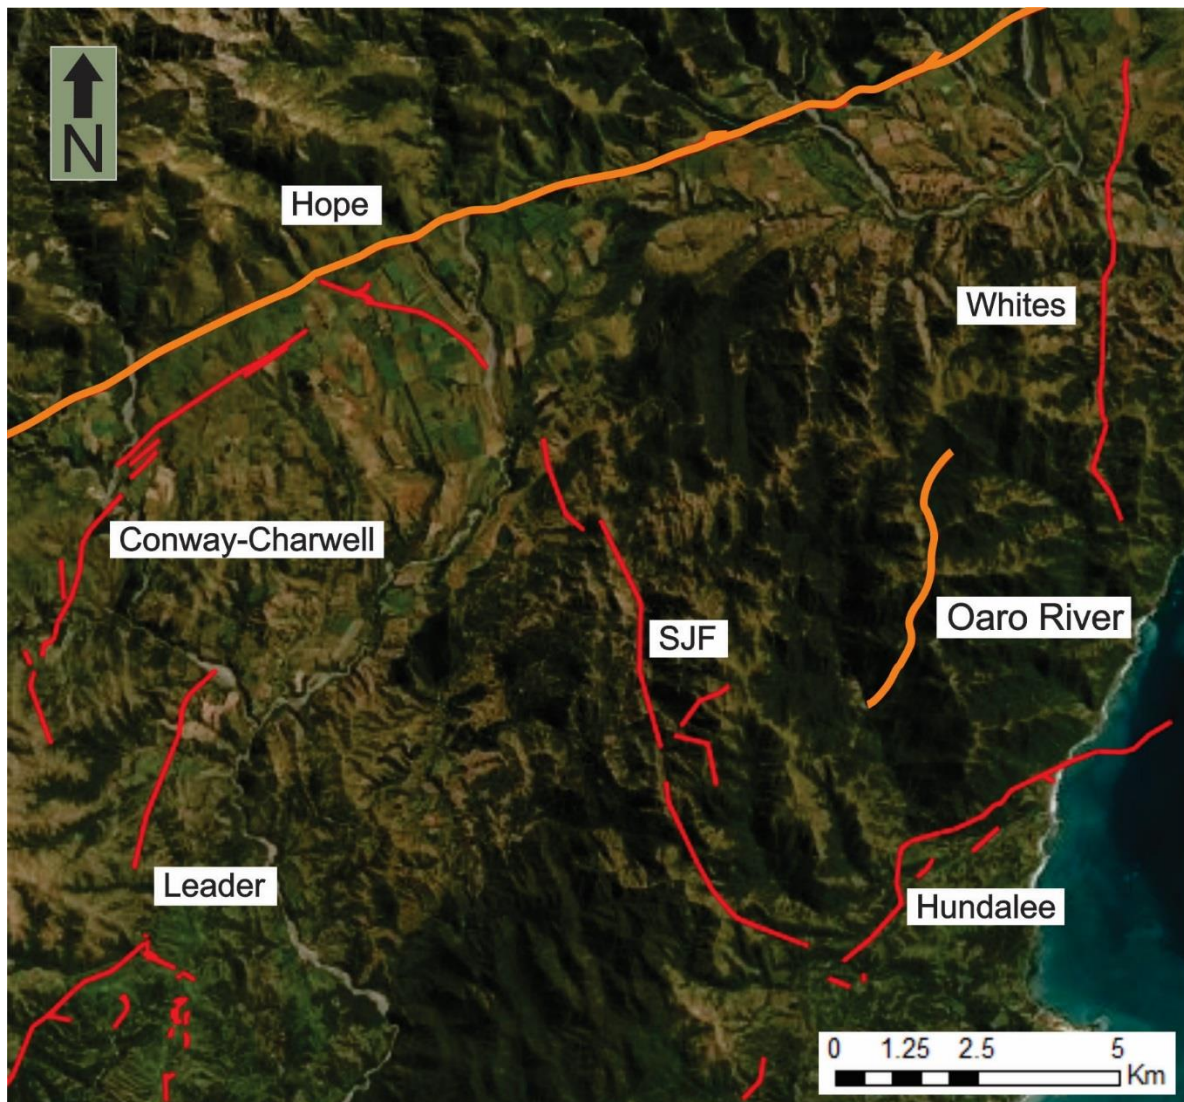 N
Hope
Whites
Conway-Charwell
Oaro River
SJF
Leader
Hundalee
0 1.25 2.5 5
Km